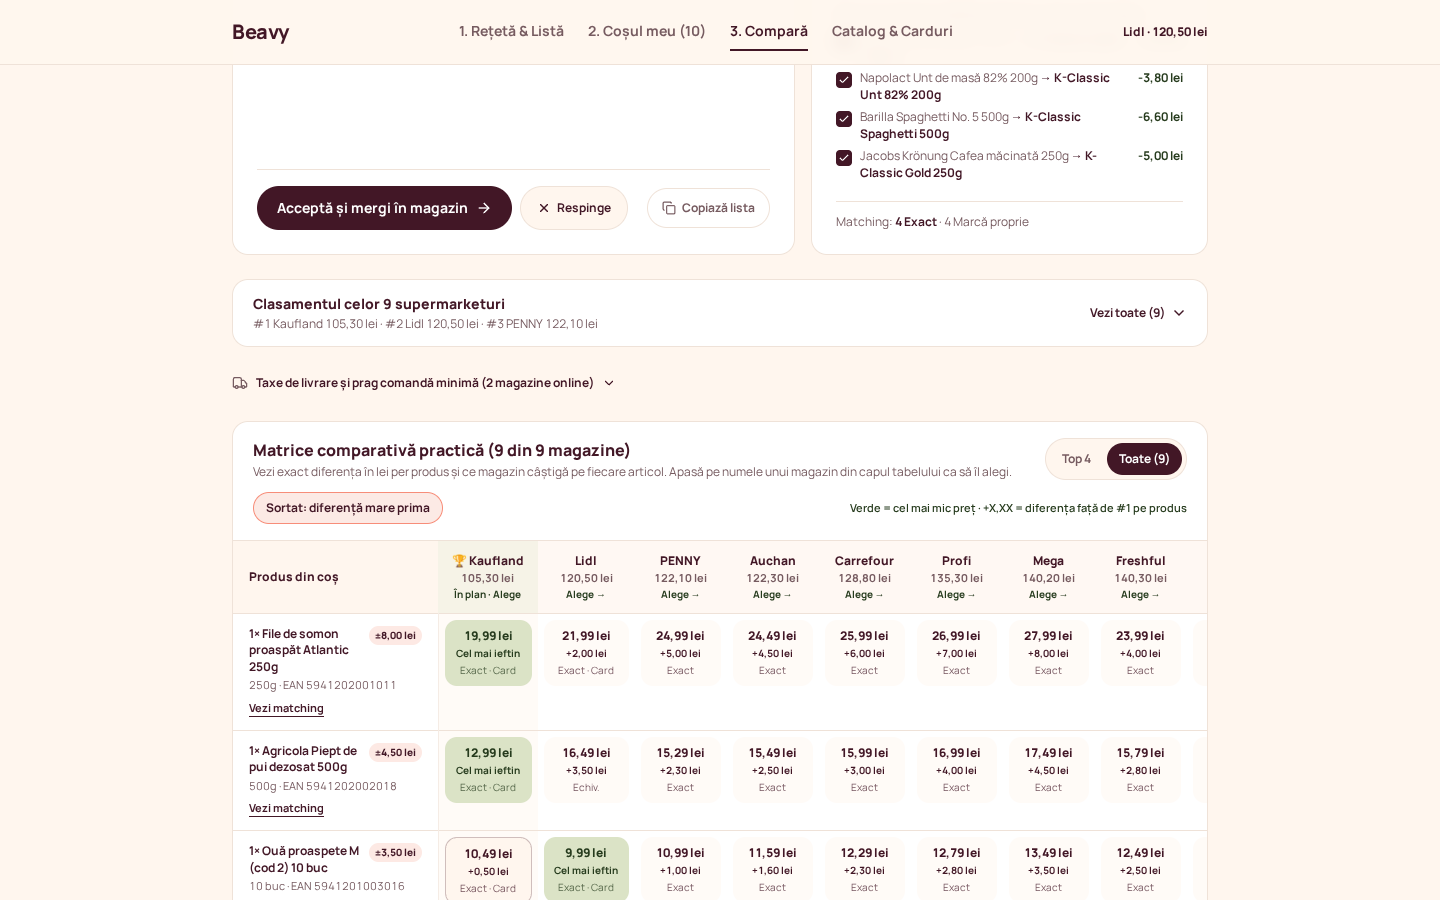 Beavy
1. Rețetă & Listă
2. Coșul meu (10)
3. Compară
Catalog & Carduri
Lidl · 120,50 lei
Napolact Unt de masă 82% 200g → K-Classic
Unt 82% 200g
-3,80 lei
Barilla Spaghetti No. 5 500g → K-Classic
Spaghetti 500g
-6,60 lei
Jacobs Krönung Cafea măcinată 250g → K-
Classic Gold 250g
-5,00 lei
Acceptă și mergi în magazin →
Respinge
Copiază lista
Matching: 4 Exact · 4 Marcă proprie
Clasamentul celor 9 supermarketuri
#1 Kaufland 105,30 lei · #2 Lidl 120,50 lei · #3 PENNY 122,10 lei
Vezi toate (9)
Taxe de livrare și prag comandă minimă (2 magazine online)
Matrice comparativă practică (9 din 9 magazine)
Vezi exact diferența în lei per produs și ce magazin câștigă pe fiecare articol. Apasă pe numele unui magazin din capul tabelului ca să îl alegi.
Top 4
Toate (9)
Sortat: diferență mare prima
Verde = cel mai mic preț · +X,XX = diferența față de #1 pe produs
Produs din coș
🏆 Kaufland
105,30 lei
În plan · Alege
Lidl
120,50 lei
Alege →
PENNY
122,10 lei
Alege →
Auchan
122,30 lei
Alege →
Carrefour
128,80 lei
Alege →
Profi
135,30 lei
Alege →
Mega
140,20 lei
Alege →
Freshful
140,30 lei
Alege →
1× File de somon
proaspăt Atlantic
250g
±8,00 lei
250g · EAN 5941202001011
Vezi matching
19,99 lei
Cel mai ieftin
Exact · Card
21,99 lei
+2,00 lei
Exact · Card
24,99 lei
+5,00 lei
Exact
24,49 lei
+4,50 lei
Exact
25,99 lei
+6,00 lei
Exact
26,99 lei
+7,00 lei
Exact
27,99 lei
+8,00 lei
Exact
23,99 lei
+4,00 lei
Exact
1× Agricola Piept de
pui dezosat 500g
±4,50 lei
500g · EAN 5941202002018
Vezi matching
12,99 lei
Cel mai ieftin
Exact · Card
16,49 lei
+3,50 lei
Echiv.
15,29 lei
+2,30 lei
Exact
15,49 lei
+2,50 lei
Exact
15,99 lei
+3,00 lei
Exact
16,99 lei
+4,00 lei
Exact
17,49 lei
+4,50 lei
Exact
15,79 lei
+2,80 lei
Exact
1× Ouă proaspete M
(cod 2) 10 buc
±3,50 lei
10 buc · EAN 5941201003016
10,49 lei
+0,50 lei
Exact · Card
9,99 lei
Cel mai ieftin
Exact · Card
10,99 lei
+1,00 lei
Exact
11,59 lei
+1,60 lei
Exact
12,29 lei
+2,30 lei
Exact
12,79 lei
+2,80 lei
Exact
13,49 lei
+3,50 lei
Exact
12,49 lei
+2,50 lei
Exact